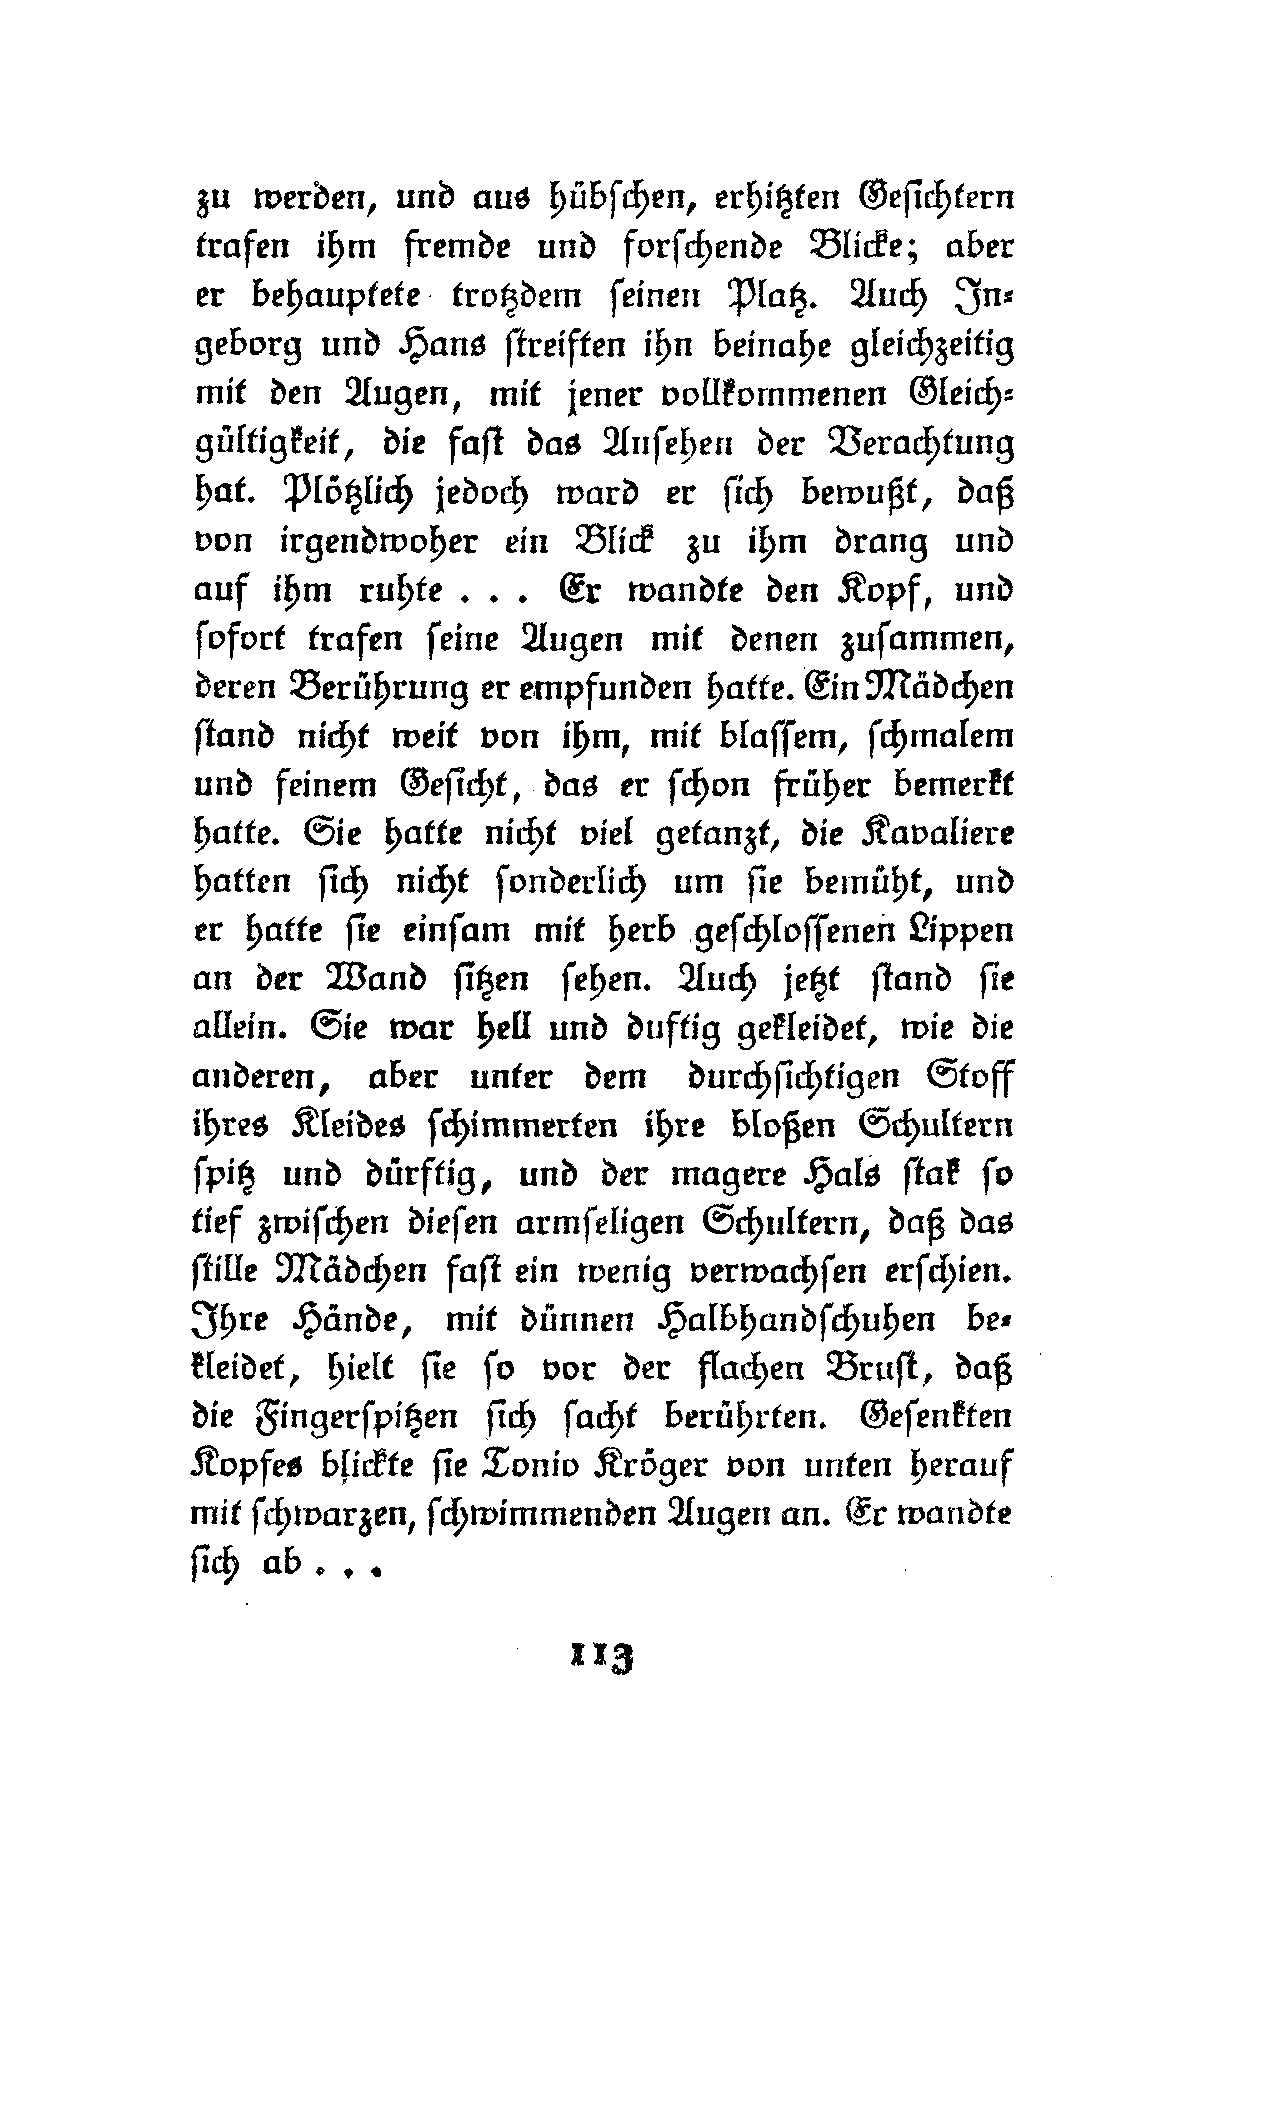 zu werden, und aus hübschen, erhitzten Gesichtern
trafen ihm fremde und forschende Blicke; aber
er behauptete trotzdem seinen Platz. Auch In-
geborg und Hans streiften ihn beinahe gleichzeitig
mit den Augen, mit jener vollkommenen Gleich-
gültigkeit, die fast das Ansehen der Verachtung
hat. Plötzlich jedoch ward er sich bewußt, daß
von irgendwoher ein Blick zu ihm drang und
auf ihm ruhte . . . Er wandte den Kopf, und
sofort trafen seine Augen mit denen zusammen,
deren Berührung er empfunden hatte. Ein Mädchen
stand nicht weit von ihm, mit blassem, schmalem
und feinem Gesicht, das er schon früher bemerkt
hatte. Sie hatte nicht viel getanzt, die Kavaliere
hatten sich nicht sonderlich um sie bemüht, und
er hatte sie einsam mit herb geschlossenen Lippen
an der Wand sitzen sehen. Auch jetzt stand sie
allein. Sie war hell und duftig gekleidet, wie die
anderen, aber unter dem durchsichtigen Stoff
ihres Kleides schimmerten ihre bloßen Schultern
spitz und dürftig, und der magere Hals stak so
tief zwischen diesen armseligen Schultern, daß das
stille Mädchen fast ein wenig verwachsen erschien.
Ihre Hände, mit dünnen Halbhandschuhen be-
kleidet, hielt sie so vor der flachen Brust, daß
die Fingerspitzen sich sacht berührten. Gesenkten
Kopfes blickte sie Tonio Kröger von unten herauf
mit schwarzen, schwimmenden Augen an. Er wandte
sich ab . . .
113